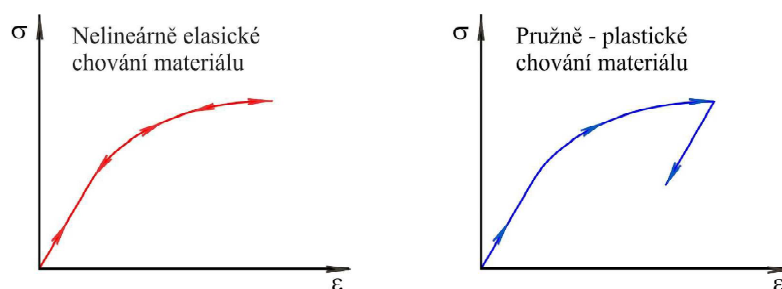 σ
Nelineárně elasické
chování materiálu
ε
σ
Pružně - plastické
chování materiálu
ε